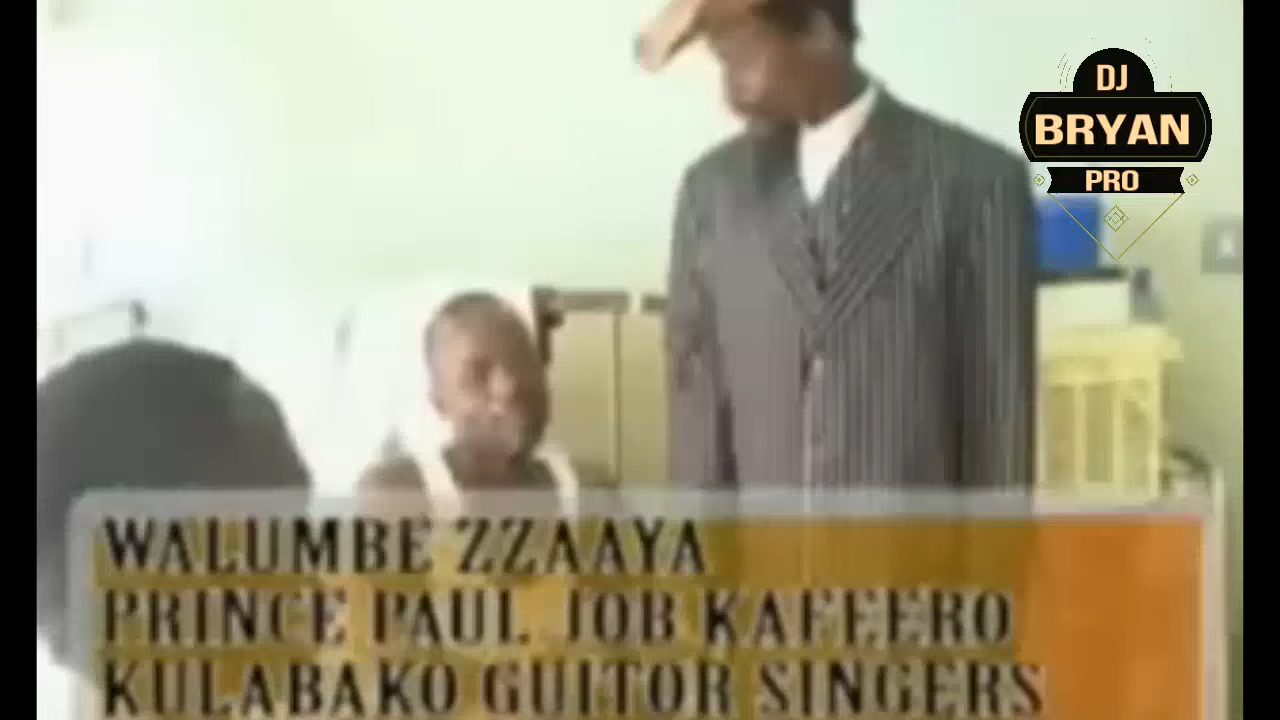 DJ
BRYAN
PRO
WALUMBE ZZAAYA
PRINCE PAUL JOB KAFEERO
KULABAKO GUITOR SINGERS